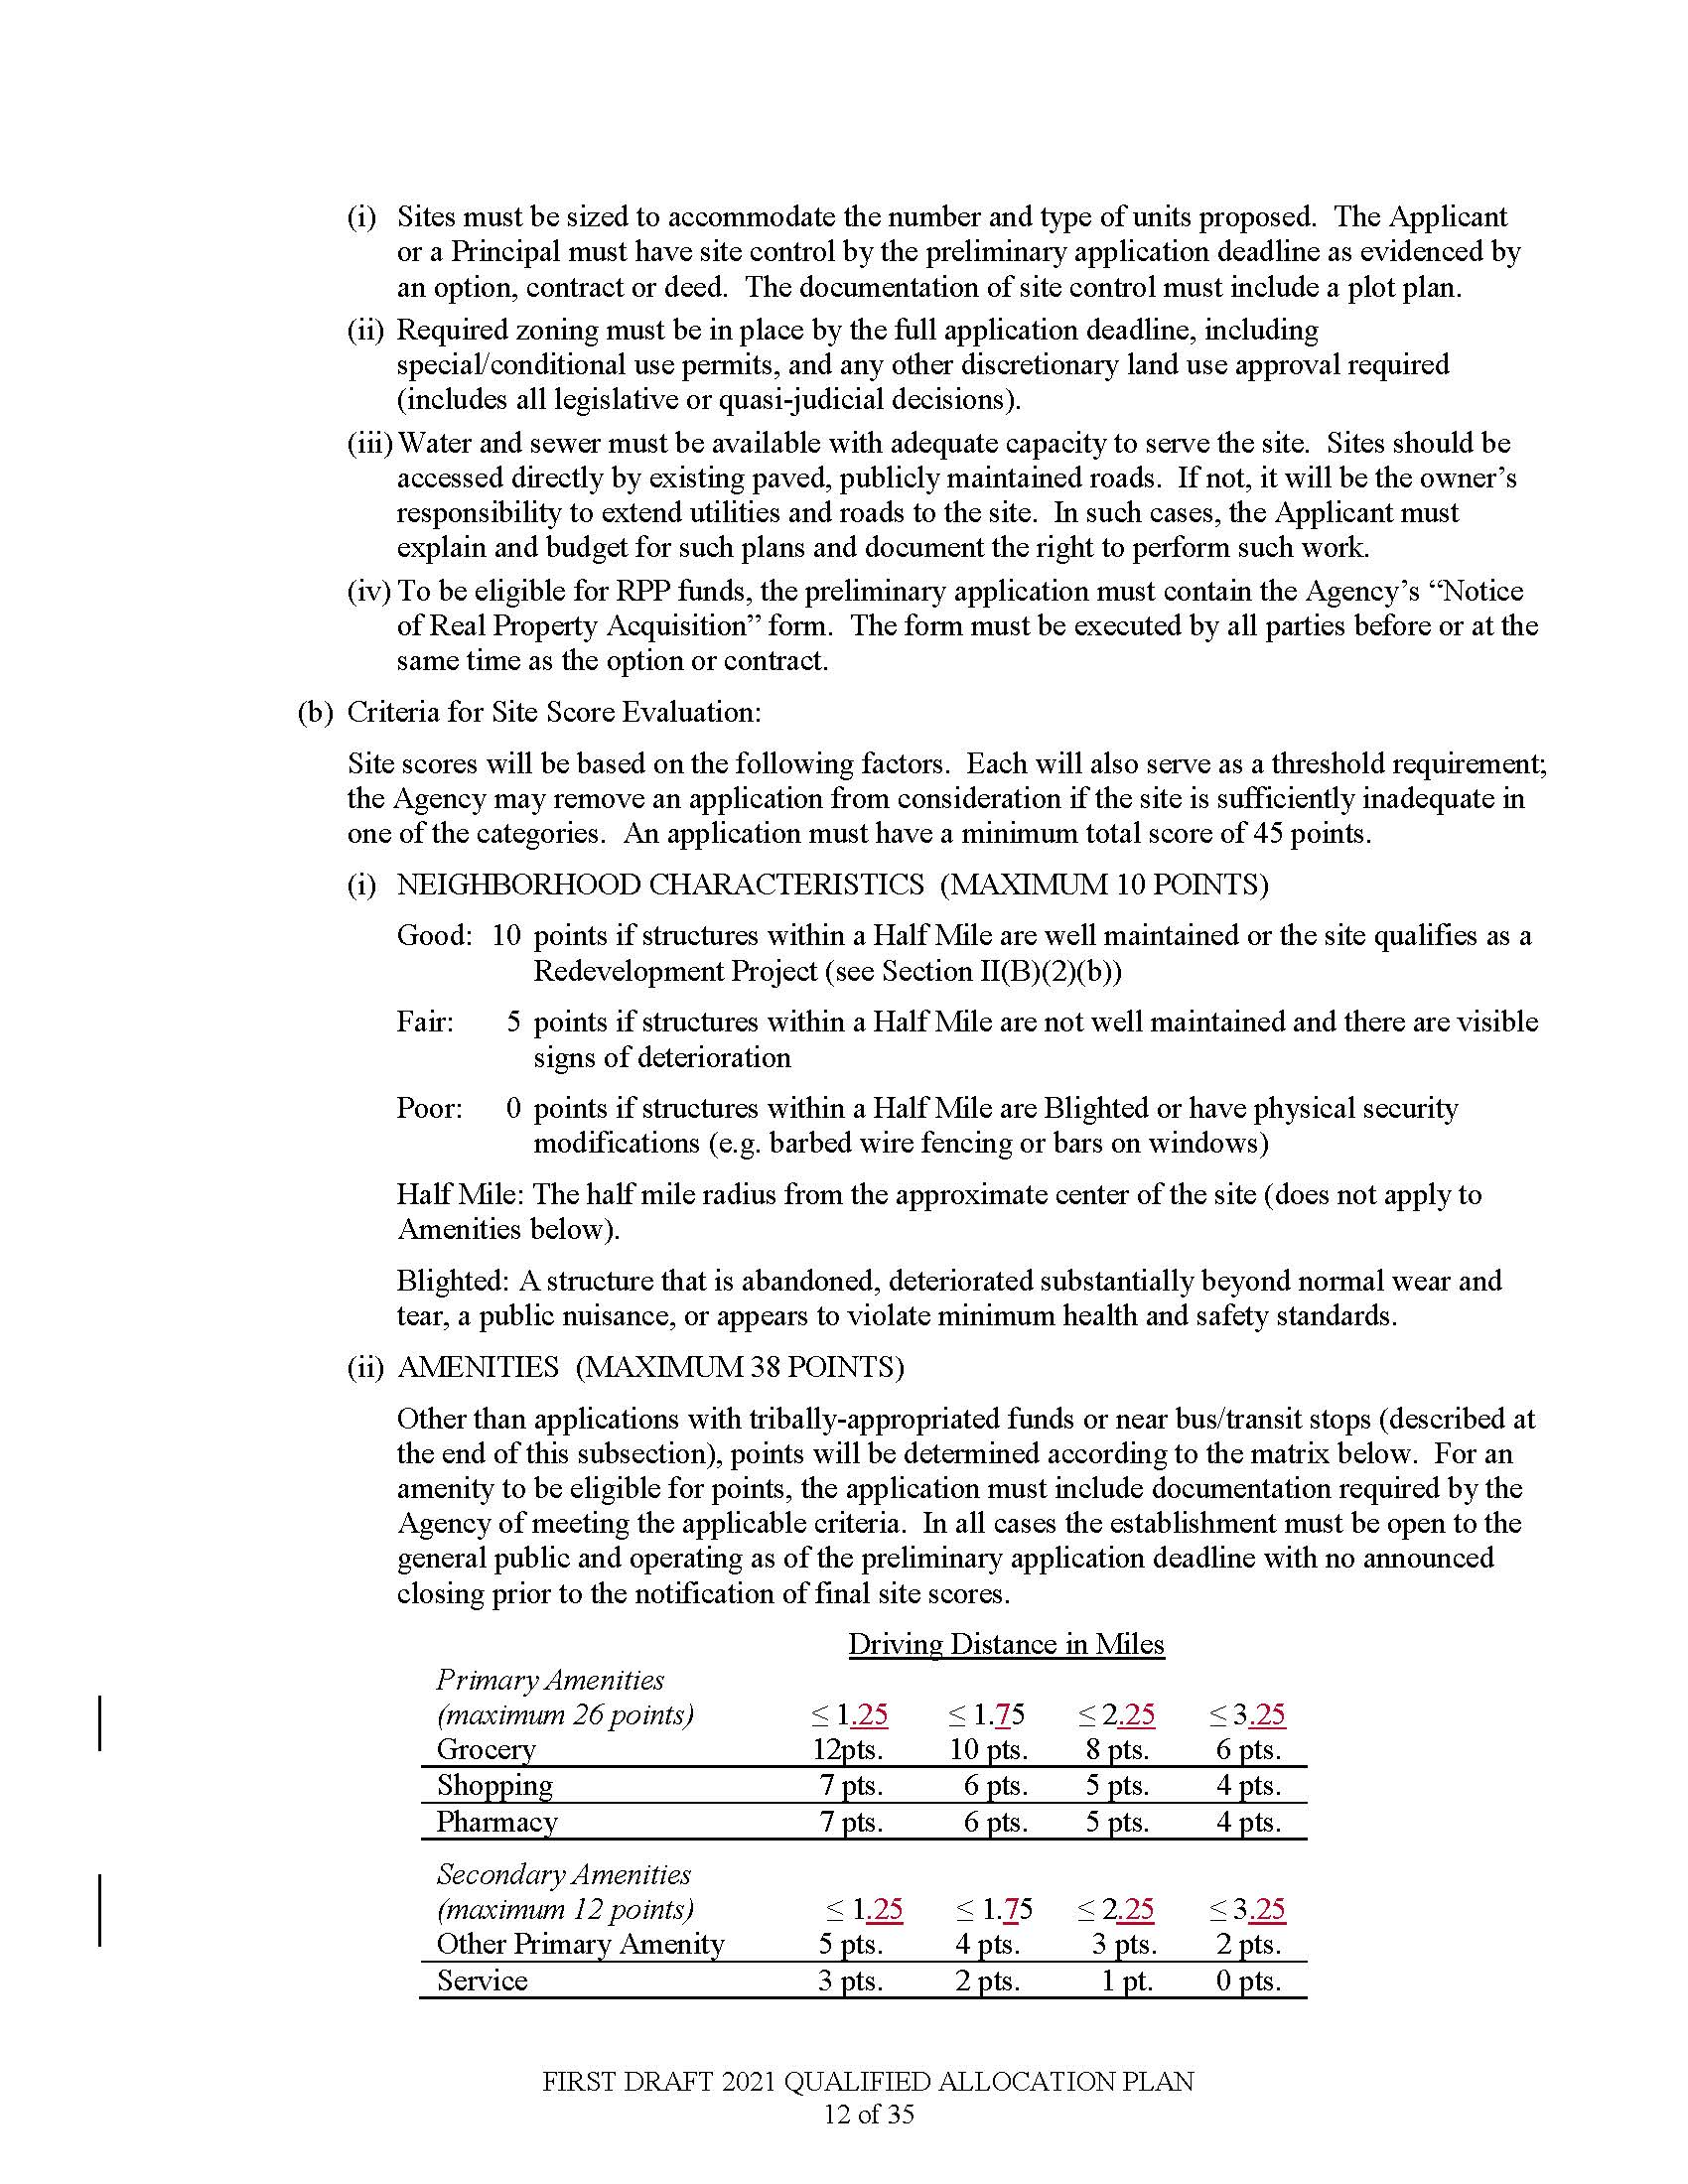 (i) Sites must be sized to accommodate the number and type of units proposed. The Applicant
or a Principal must have site control by the preliminary application deadline as evidenced by
an option, contract or deed. The documentation of site control must include a plot plan.
(ii) Required zoning must be in place by the full application deadline, including
special/conditional use permits, and any other discretionary land use approval required
(includes all legislative or quasi-judicial decisions).
(iii) Water and sewer must be available with adequate capacity to serve the site. Sites should be
accessed directly by existing paved, publicly maintained roads. If not, it will be the owner’s
responsibility to extend utilities and roads to the site. In such cases, the Applicant must
explain and budget for such plans and document the right to perform such work.
(iv) To be eligible for RPP funds, the preliminary application must contain the Agency’s “Notice
of Real Property Acquisition” form. The form must be executed by all parties before or at the
same time as the option or contract.
(b) Criteria for Site Score Evaluation:
Site scores will be based on the following factors. Each will also serve as a threshold requirement;
the Agency may remove an application from consideration if the site is sufficiently inadequate in
one of the categories. An application must have a minimum total score of 45 points.
(i) NEIGHBORHOOD CHARACTERISTICS (MAXIMUM 10 POINTS)
Good: 10 points if structures within a Half Mile are well maintained or the site qualifies as a
Redevelopment Project (see Section II(B)(2)(b))
Fair: 5 points if structures within a Half Mile are not well maintained and there are visible
signs of deterioration
Poor: 0 points if structures within a Half Mile are Blighted or have physical security
modifications (e.g. barbed wire fencing or bars on windows)
Half Mile: The half mile radius from the approximate center of the site (does not apply to
Amenities below).
Blighted: A structure that is abandoned, deteriorated substantially beyond normal wear and
tear, a public nuisance, or appears to violate minimum health and safety standards.
(ii) AMENITIES (MAXIMUM 38 POINTS)
Other than applications with tribally-appropriated funds or near bus/transit stops (described at
the end of this subsection), points will be determined according to the matrix below. For an
amenity to be eligible for points, the application must include documentation required by the
Agency of meeting the applicable criteria. In all cases the establishment must be open to the
general public and operating as of the preliminary application deadline with no announced
closing prior to the notification of final site scores.
Driving Distance in Miles
Primary Amenities
(maximum 26 points) ≤ 1.25 ≤ 1.75 ≤ 2.25 ≤ 3.25
Grocery 12pts. 10 pts. 8 pts. 6 pts.
Shopping 7 pts. 6 pts. 5 pts. 4 pts.
Pharmacy 7 pts. 6 pts. 5 pts. 4 pts.
Secondary Amenities
(maximum 12 points) ≤ 1.25 ≤ 1.75 ≤ 2.25 ≤ 3.25
Other Primary Amenity 5 pts. 4 pts. 3 pts. 2 pts.
Service 3 pts. 2 pts. 1 pt. 0 pts.
FIRST DRAFT 2021 QUALIFIED ALLOCATION PLAN
12 of 35